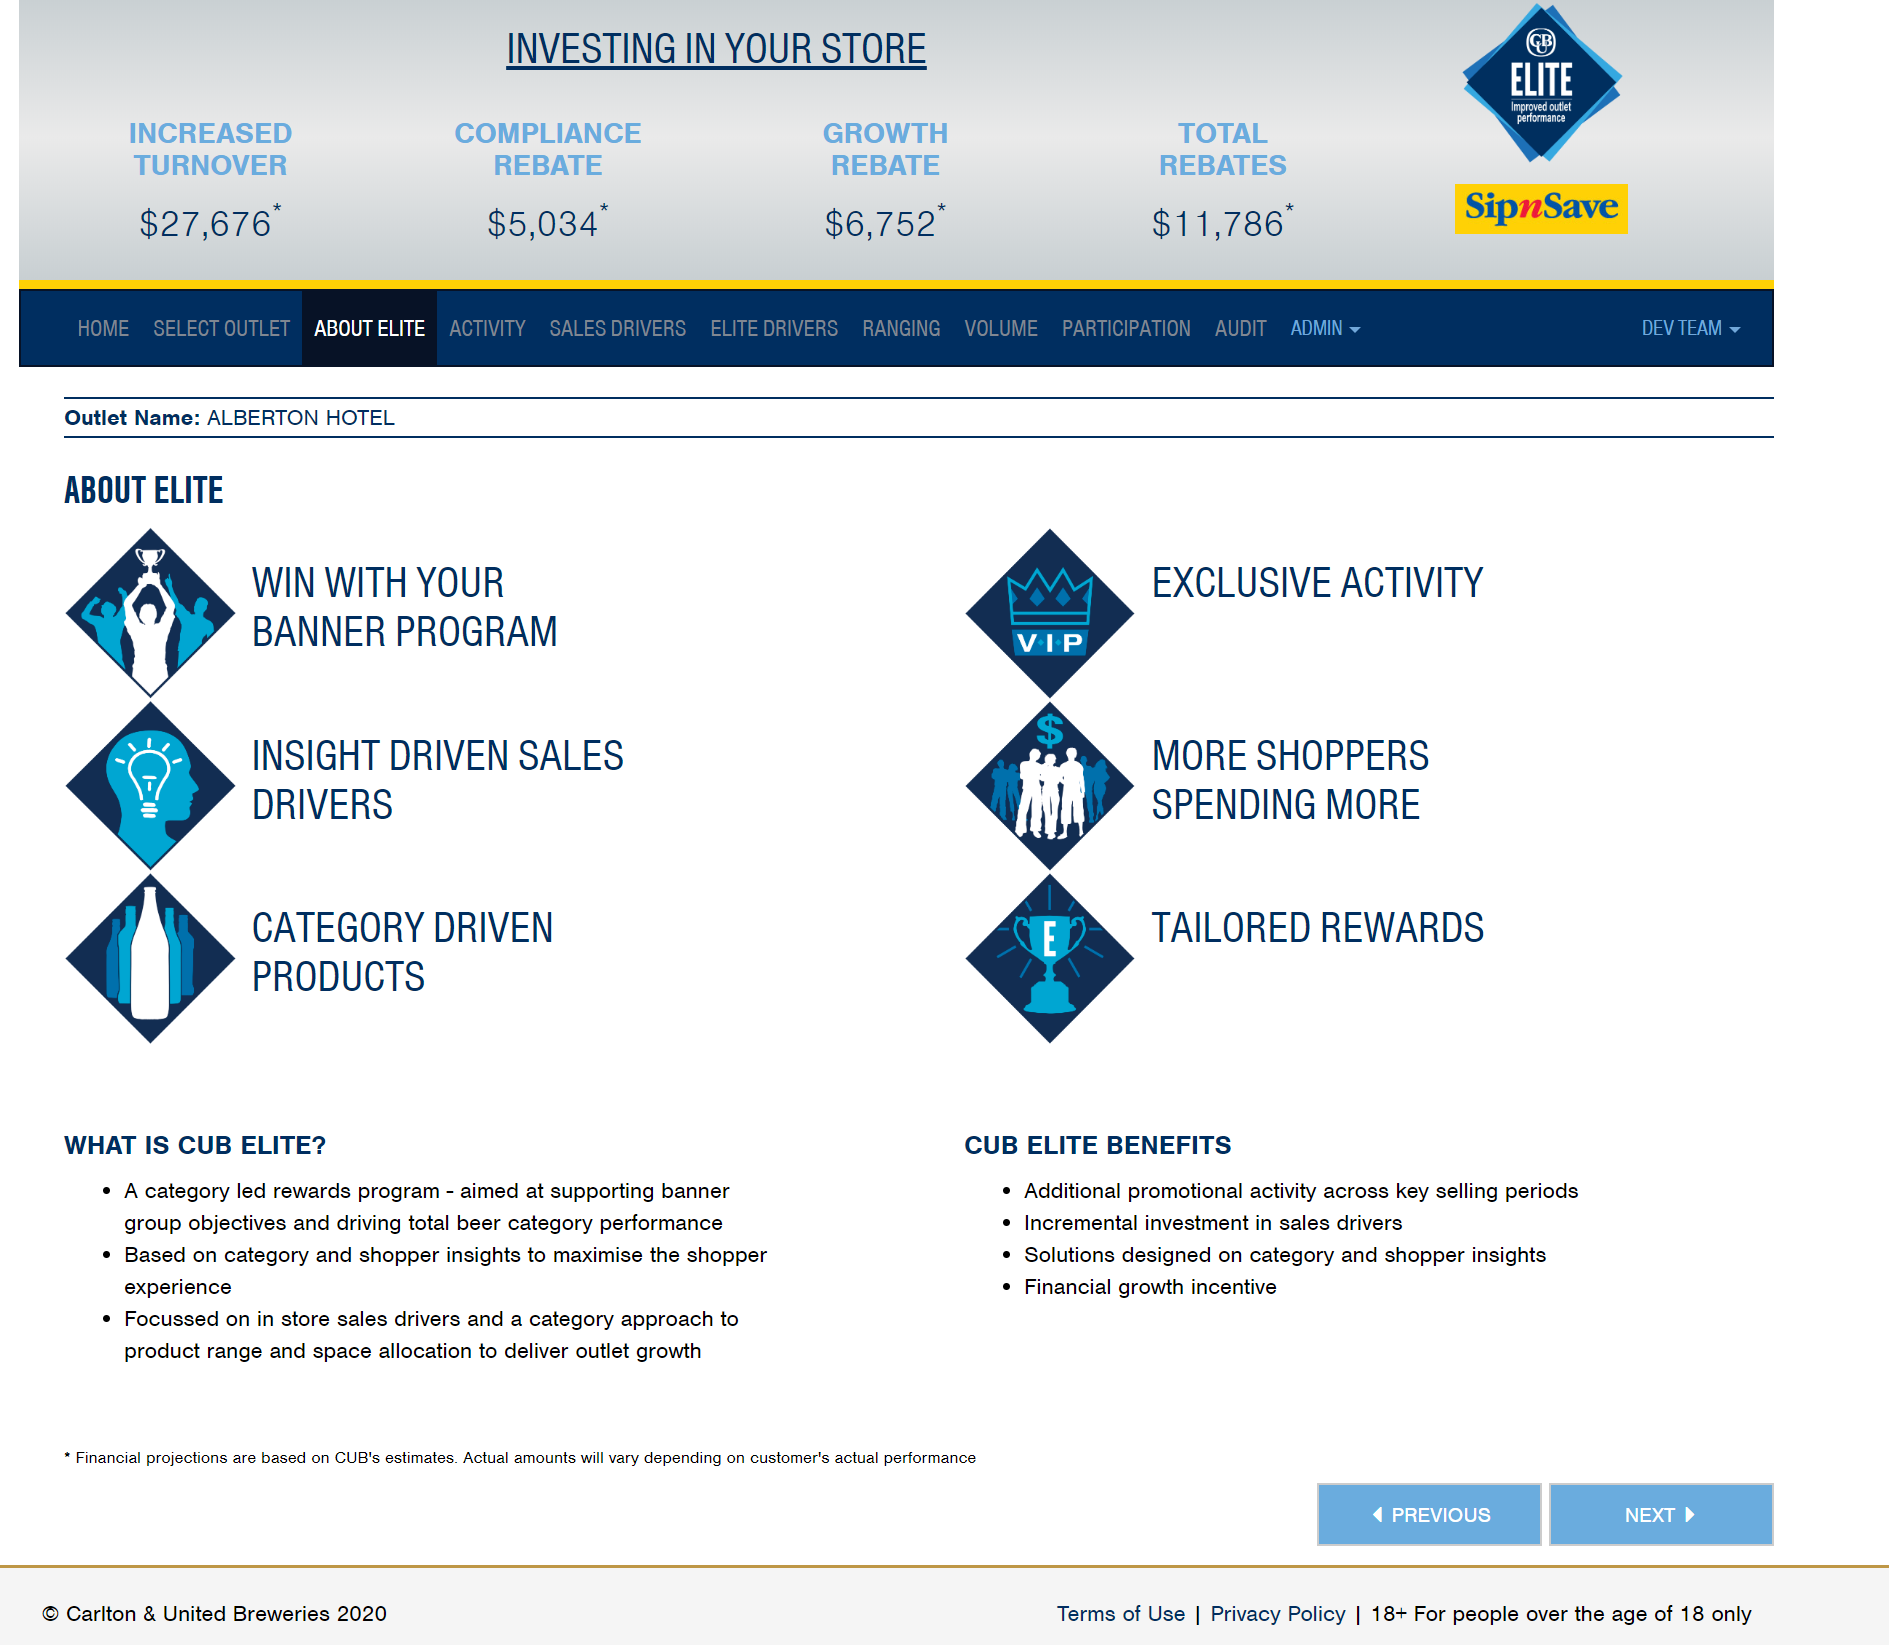 INVESTING IN YOUR STORE
INCREASED
TURNOVER
$27,676*
COMPLIANCE
REBATE
$5,034*
GROWTH
REBATE
$6,752*
TOTAL
REBATES
$11,786*
CUB
ELITE
Improved outlet
performance
SipnSave
HOME SELECT OUTLET ABOUT ELITE ACTIVITY SALES DRIVERS ELITE DRIVERS RANGING VOLUME PARTICIPATION AUDIT ADMIN DEV TEAM
Outlet Name: ALBERTON HOTEL
ABOUT ELITE
WIN WITH YOUR
BANNER PROGRAM
V·I·P
EXCLUSIVE ACTIVITY
INSIGHT DRIVEN SALES
DRIVERS
$
MORE SHOPPERS
SPENDING MORE
CATEGORY DRIVEN
PRODUCTS
E
TAILORED REWARDS
WHAT IS CUB ELITE?
• A category led rewards program - aimed at supporting banner
group objectives and driving total beer category performance
• Based on category and shopper insights to maximise the shopper
experience
• Focussed on in store sales drivers and a category approach to
product range and space allocation to deliver outlet growth
CUB ELITE BENEFITS
• Additional promotional activity across key selling periods
• Incremental investment in sales drivers
• Solutions designed on category and shopper insights
• Financial growth incentive
* Financial projections are based on CUB's estimates. Actual amounts will vary depending on customer's actual performance
PREVIOUS
NEXT
© Carlton & United Breweries 2020
Terms of Use | Privacy Policy | 18+ For people over the age of 18 only